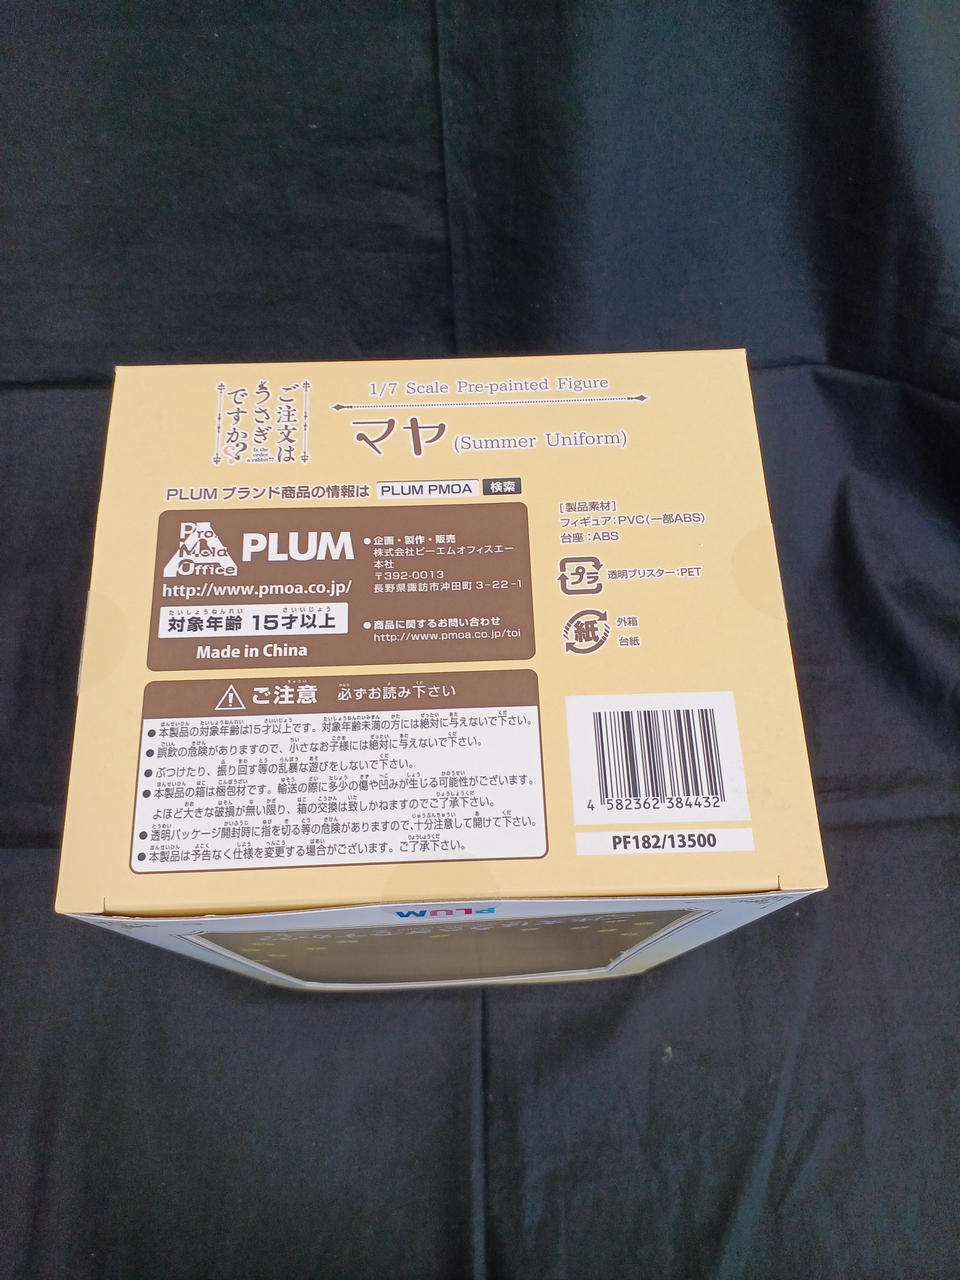 ご注文は
うさぎ
ですか?
Is the
order
a rabbit??
1/7 Scale Pre-painted Figure
マヤ (Summer Uniform)
PLUM ブランド商品の情報は PLUM PMOA 検索
Pro.
Mola
Office
PLUM
http://www.pmoa.co.jp/
たいしょうねんれい さいいじょう
対象年齢 15才以上
Made in China
●企画・製作・販売
株式会社ピーエムオフィスエー
本社
〒392-0013
長野県諏訪市沖田町 3-22-1
●商品に関するお問い合わせ
http://www.pmoa.co.jp/toi
[製品素材]
フィギュア:PVC(一部ABS)
台座:ABS
プラ
透明ブリスター:PET
紙
外箱
台紙
ご注意 必ずお読み下さい
●本製品の対象年齢は15才以上です。対象年齢未満の方には絶対に与えないで下さい。
●誤飲の危険がありますので、小さなお子様には絶対に与えないで下さい。
●ぶつけたり、振り回す等の乱暴な遊びをしないで下さい。
●本製品の箱は梱包材です。輸送の際に多少の傷や凹みが生じる可能性がございます。
よほど大きな破損が無い限り、箱の交換は致しかねますのでご了承下さい。
●透明パッケージ開封時に指を切る等の危険がありますので、十分注意して開けて下さい。
●本製品は予告なく仕様を変更する場合がございます。ご了承下さい。
4 582362 384432
PF182/13500
PLUM